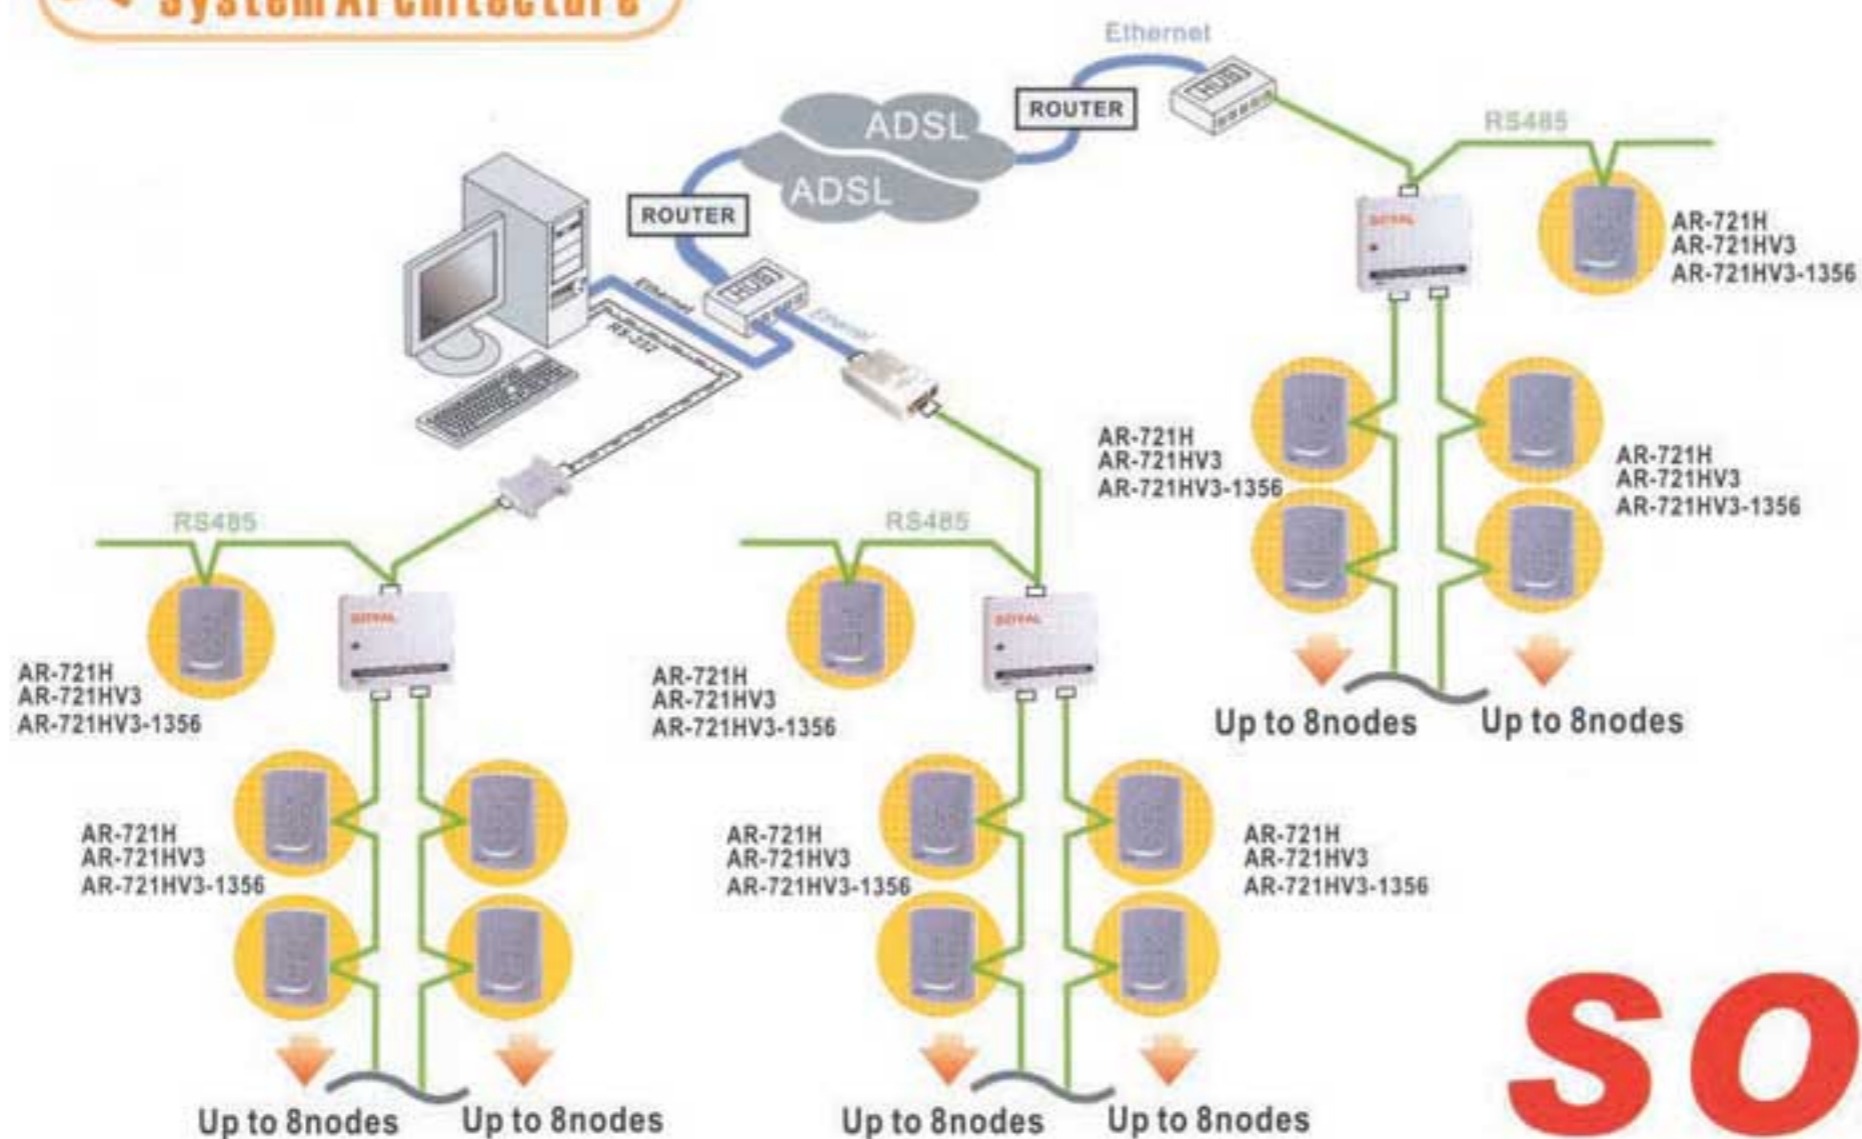 System Architecture
Ethernet
HUB
ROUTER
ADSL
ADSL
RS485
ROUTER
SOYAL
AR-721H
AR-721HV3
AR-721HV3-1356
HUB
Ethernet
Ethernet
RS-232
AR-721H
AR-721HV3
AR-721HV3-1356
AR-721H
AR-721HV3
AR-721HV3-1356
RS485
RS485
SOYAL
SOYAL
AR-721H
AR-721HV3
AR-721HV3-1356
AR-721H
AR-721HV3
AR-721HV3-1356
Up to 8nodes
Up to 8nodes
AR-721H
AR-721HV3
AR-721HV3-1356
AR-721H
AR-721HV3
AR-721HV3-1356
AR-721H
AR-721HV3
AR-721HV3-1356
SO
Up to 8nodes
Up to 8nodes
Up to 8nodes
Up to 8nodes